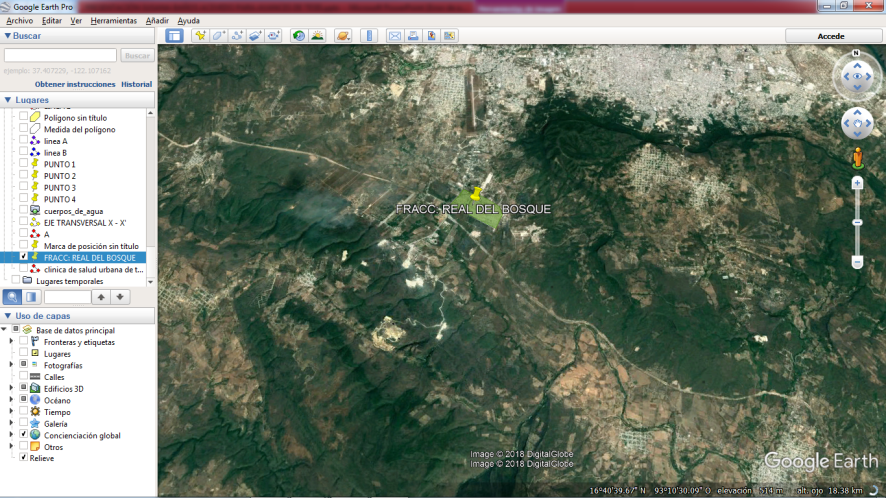 Google Earth Pro
Archivo Editar Ver Herramientas Añadir Ayuda
Buscar
Accede
Buscar
ejemplo: 37.407229, -122.107162
Obtener instrucciones Historial
Lugares
Polígono sin título
Medida del polígono
linea A
linea B
PUNTO 1
PUNTO 2
PUNTO 3
PUNTO 4
cuerpos_de_agua
EJE TRANSVERSAL X - X'
A
Marca de posición sin título
FRACC: REAL DEL BOSQUE
clinica de salud urbana de t...
Lugares temporales
Uso de capas
Base de datos principal
Fronteras y etiquetas
Lugares
Fotografías
Calles
Edificios 3D
Océano
Tiempo
Galería
Concienciación global
Otros
Relieve
N
FRACC: REAL DEL BOSQUE
Image © 2018 DigitalGlobe
Image © 2018 DigitalGlobe
Google Earth
16°40'39.67" N 93°10'30.09" O elevación 514 m alt. ojo 18.38 km